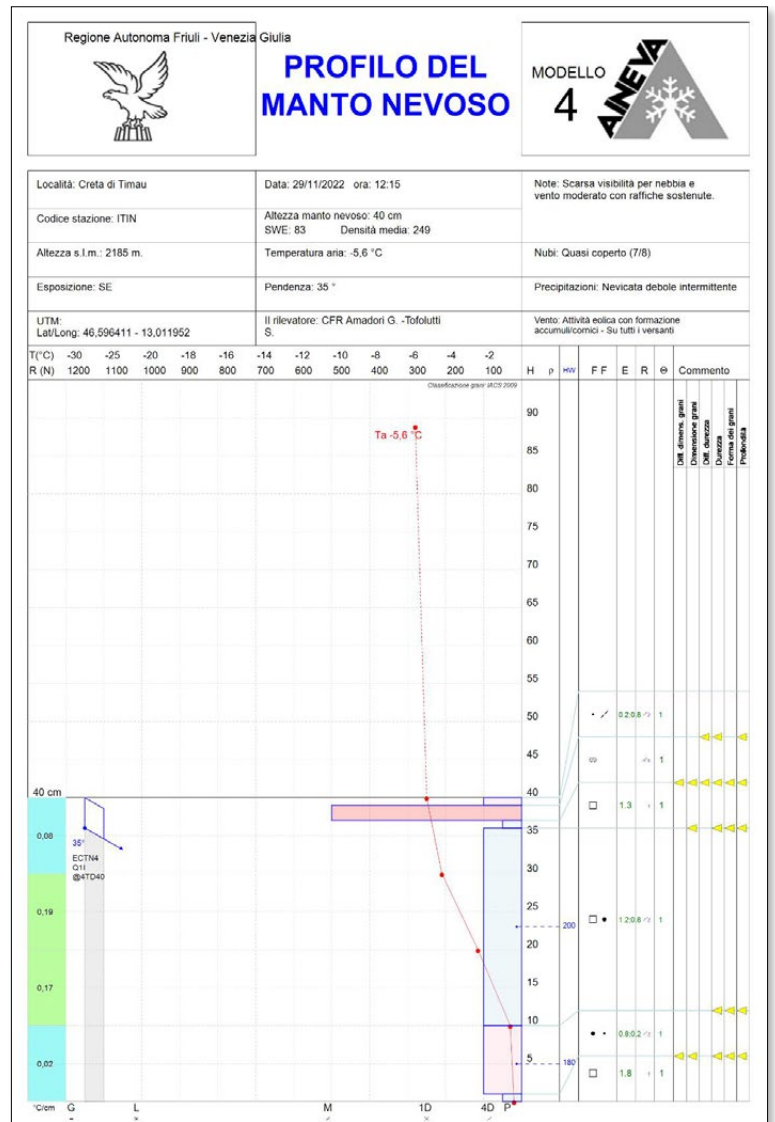 Regione Autonoma Friuli - Venezia Giulia
PROFILO DEL
MANTO NEVOSO
MODELLO
4
AINEVA
Località: Creta di Timau
Data: 29/11/2022 ora: 12:15
Note: Scarsa visibilità per nebbia e
vento moderato con raffiche sostenute.
Codice stazione: ITIN
Altezza manto nevoso: 40 cm
SWE: 83 Densità media: 249
Altezza s.l.m.: 2185 m.
Temperatura aria: -5,6 °C
Nubi: Quasi coperto (7/8)
Esposizione: SE
Pendenza: 35 °
Precipitazioni: Nevicata debole intermittente
UTM:
Lat/Long: 46,596411 - 13,011952
Il rilevatore: CFR Amadori G. -Tofolutti
S.
Vento: Attività eolica con formazione
accumuli/cornici - Su tutti i versanti
T(°C) -30 -25 -20 -18 -16 -14 -12 -10 -8 -6 -4 -2
R (N) 1200 1100 1000 900 800 700 600 500 400 300 200 100 H ρ HW F F E R Θ Commento
Classificazione grani: IACS 2009
Diff. dimens. grani
Dimensione grani
Diff. durezza
Durezza
Forma dei grani
Profondità
90
Ta -5,6 °C
85
80
75
70
65
60
55
50
0.2;0.8 1
45
1
40 cm
40
1.3 1
0,08
35
35°
ECTN4
Q1I
@4TD40
30
25
0,19
200
1.2;0.8 1
20
0,17
15
10
0.8;0.2 1
0,02
5
180
1,8 1
°C/cm G L M 1D 4D P